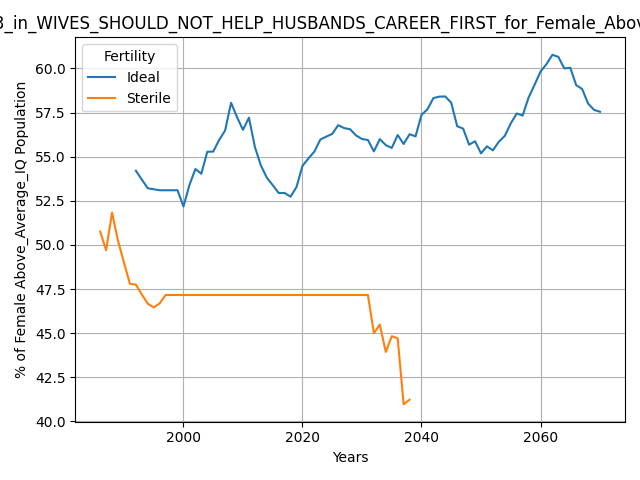 3_in_WIVES_SHOULD_NOT_HELP_HUSBANDS_CAREER_FIRST_for_Female_Above
Fertility
Ideal
Sterile
% of Female Above_Average_IQ Population
60.0
57.5
55.0
52.5
50.0
47.5
45.0
42.5
40.0
2000
2020
2040
2060
Years